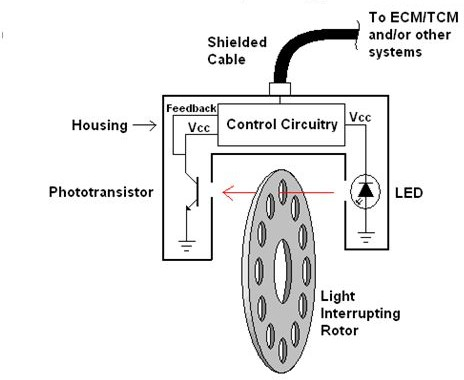 To ECM/TCM
and/or other
systems
Shielded
Cable
Feedback
Vcc
Control Circuitry
Vcc
Housing
Phototransistor
LED
Light
Interrupting
Rotor